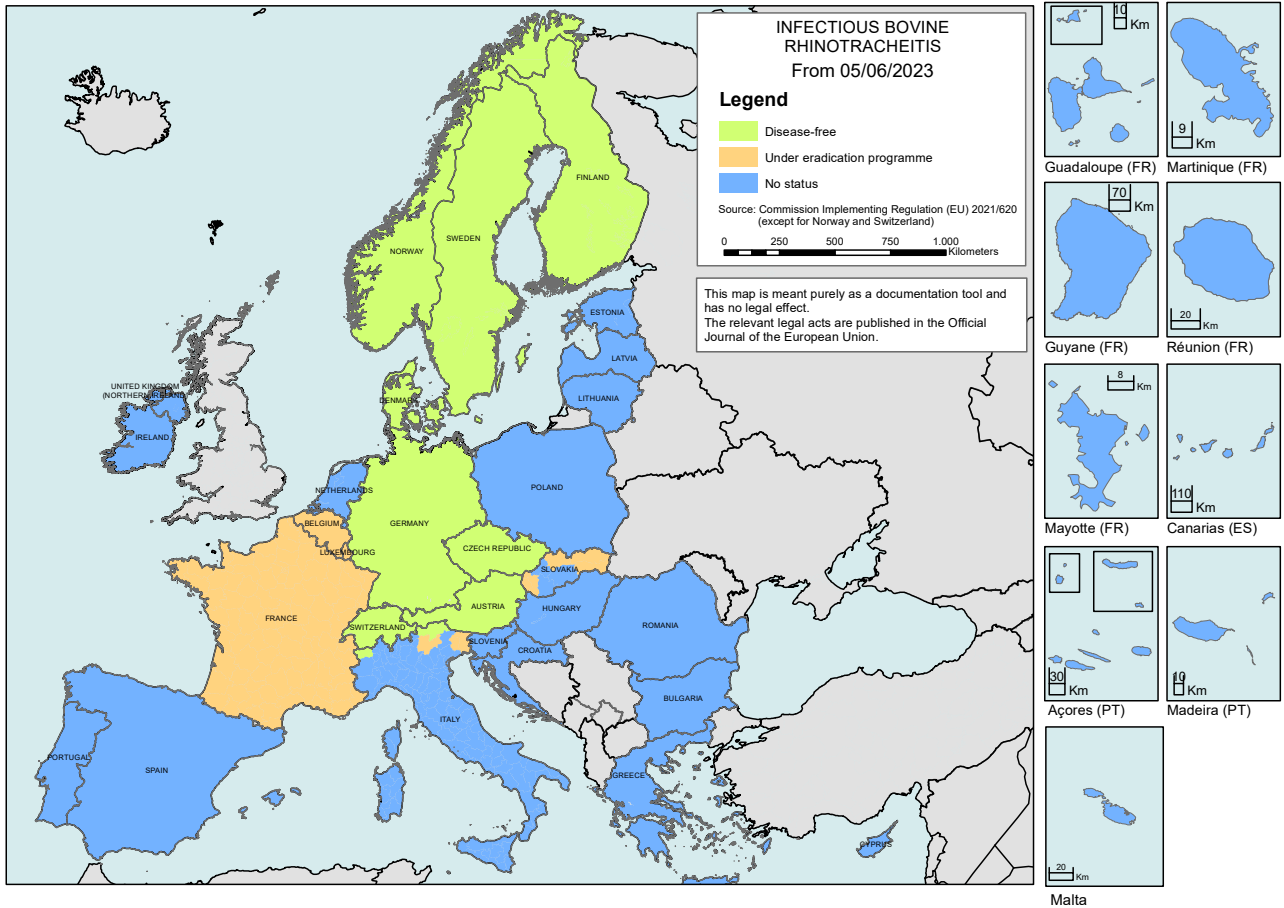 INFECTIOUS BOVINE
RHINOTRACHEITIS
From 05/06/2023
Legend
Disease-free
Under eradication programme
No status
Source: Commission Implementing Regulation (EU) 2021/620
(except for Norway and Switzerland)
0 250 500 750 1.000
Kilometers
This map is meant purely as a documentation tool and
has no legal effect.
The relevant legal acts are published in the Official
Journal of the European Union.
FINLAND
SWEDEN
NORWAY
ESTONIA
LATVIA
LITHUANIA
DENMARK
UNITED KINGDOM
(NORTHERN IRELAND)
IRELAND
NETHERLANDS
POLAND
BELGIUM
GERMANY
LUXEMBOURG
CZECH REPUBLIC
SLOVAKIA
AUSTRIA
HUNGARY
FRANCE
SWITZERLAND
ROMANIA
SLOVENIA
CROATIA
BULGARIA
ITALY
PORTUGAL
SPAIN
GREECE
CYPRUS
10
Km
Guadaloupe (FR)
9
Km
Martinique (FR)
70
Km
Guyane (FR)
20
Km
Réunion (FR)
8
Km
Mayotte (FR)
110
Km
Canarias (ES)
30
Km
Açores (PT)
10
Km
Madeira (PT)
20
Km
Malta